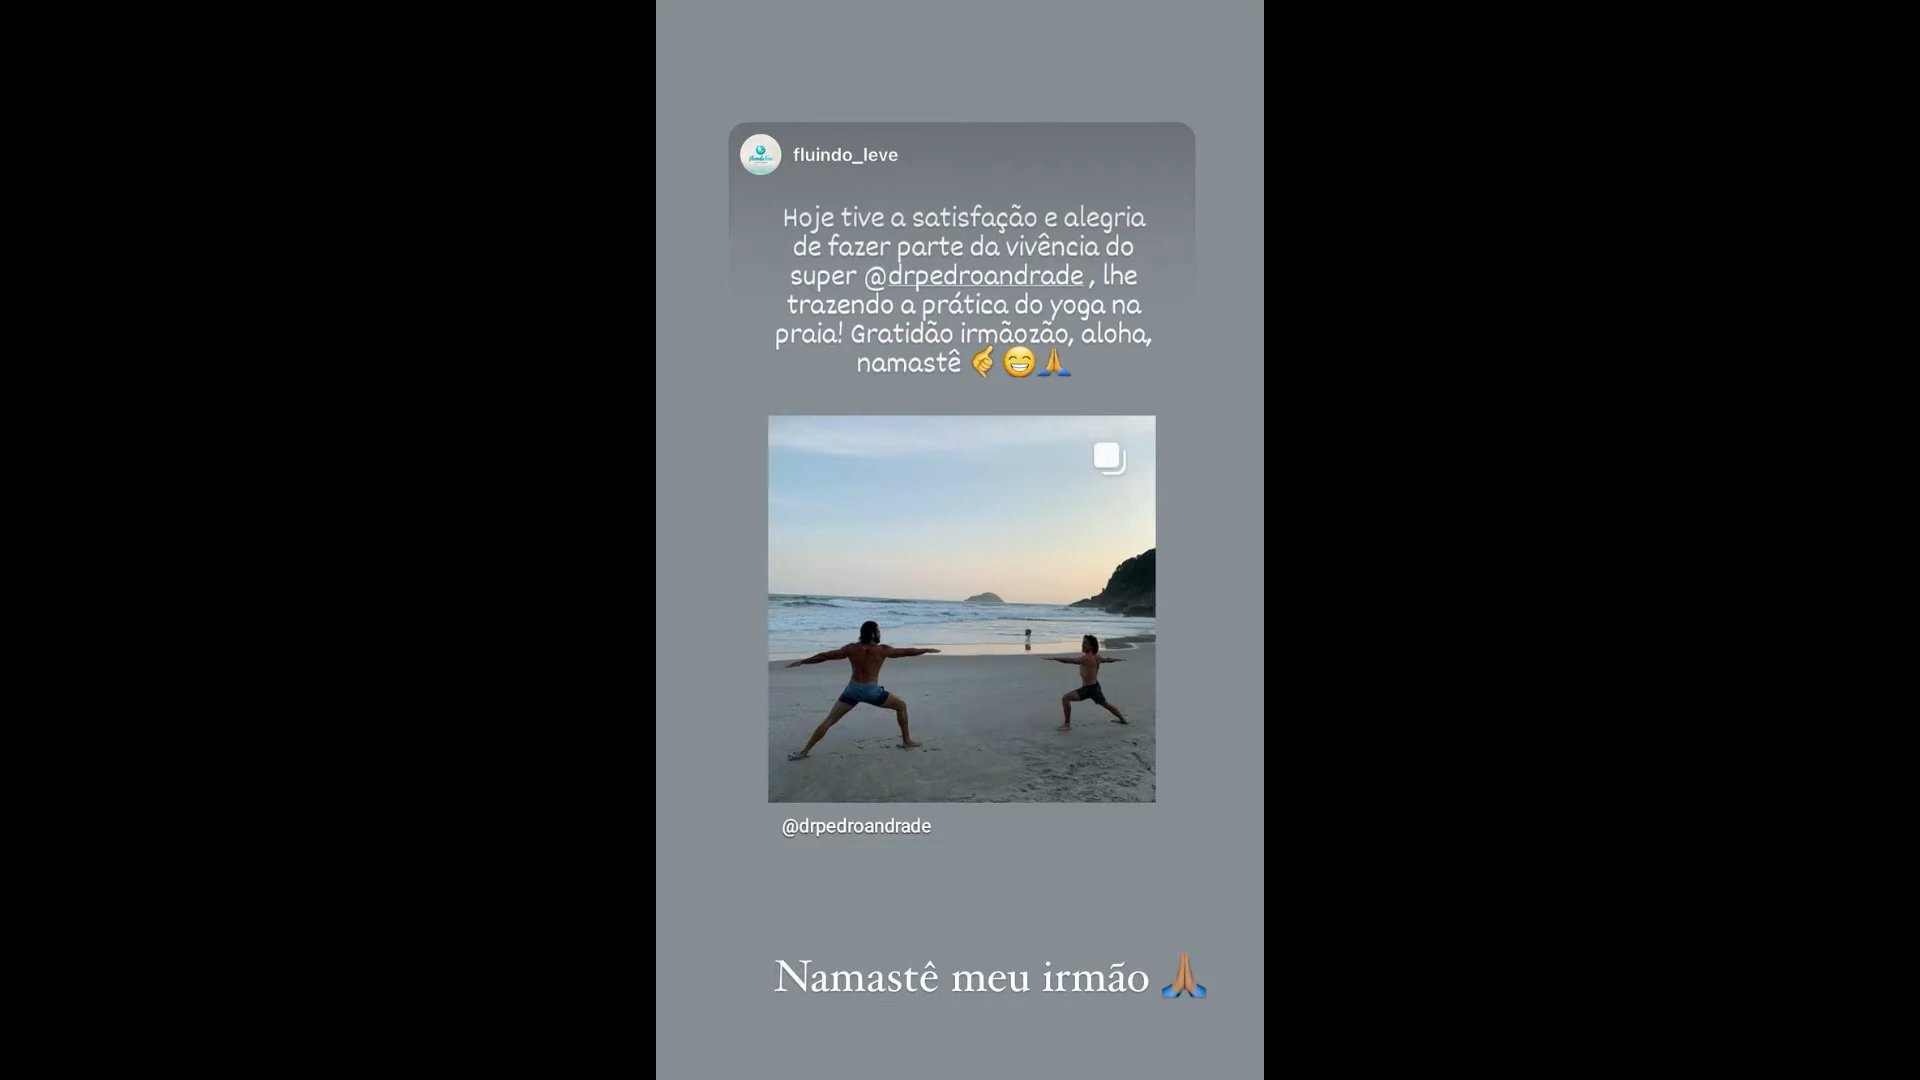 fluindo_leve
Hoje tive a satisfação e alegria
de fazer parte da vivência do
super @drpedroandrade , lhe
trazendo a prática do yoga na
praia! Gratidão irmãozão, aloha,
namastê 🤙😁🙏
@drpedroandrade
Namastê meu irmão 🙏🏽